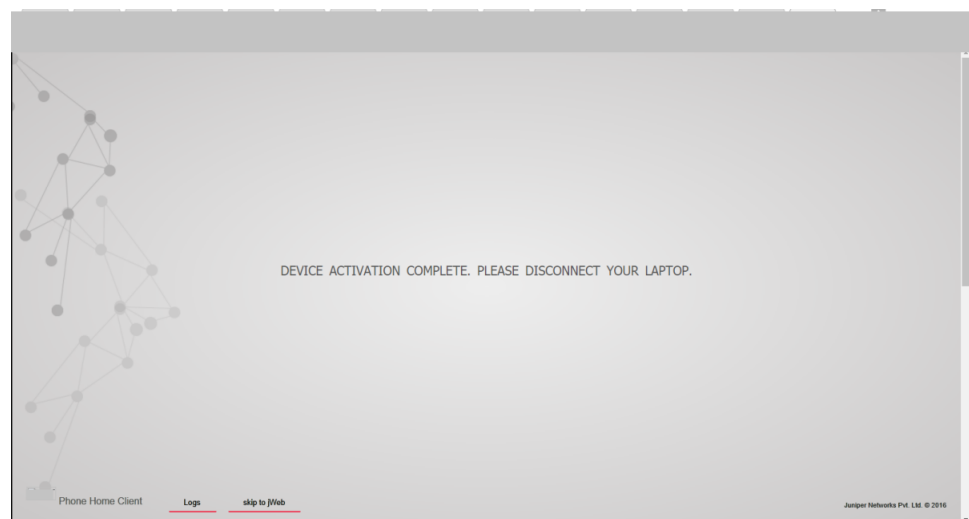 DEVICE ACTIVATION COMPLETE. PLEASE DISCONNECT YOUR LAPTOP.
Phone Home Client Logs skip to jWeb Juniper Networks Pvt. Ltd. © 2016